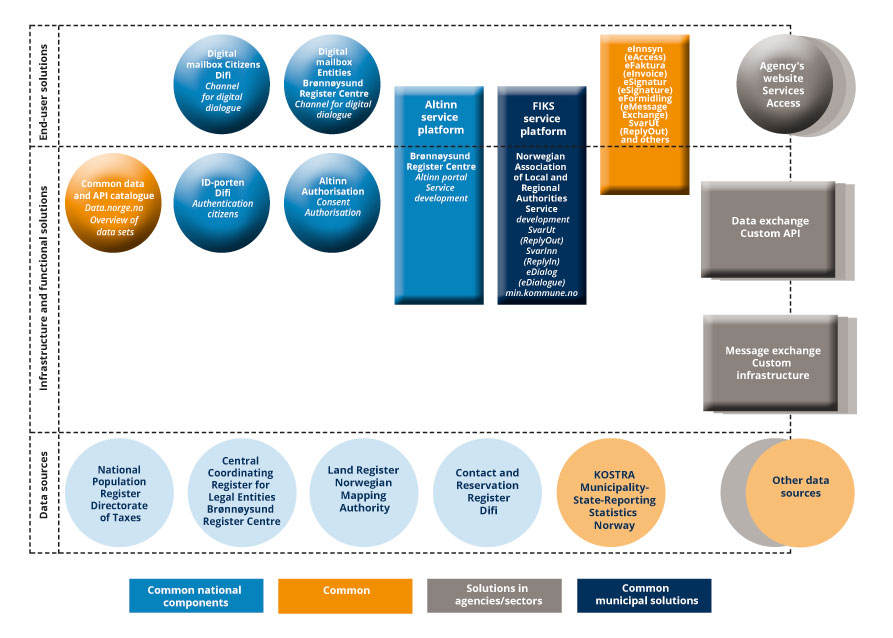 End-user solutions
Digital
mailbox Citizens
Difi
Channel
for digital
dialogue
Digital
mailbox
Entities
Brønnøysund
Register Centre
Channel for digital
dialogue
Altinn
service
platform
Brønnøysund
Register Centre
Altinn portal
Service
development
FIKS
service
platform
Norwegian
Association
of Local and
Regional
Authorities
Service
development
SvarUt
(ReplyOut)
SvarInn
(ReplyIn)
eDialog
(eDialogue)
min.kommune.no
eInnsyn
(eAccess)
eFaktura
(eInvoice)
eSignatur
(eSignature)
eFormidling
(eMessage
Exchange)
SvarUt
(ReplyOut)
and others
Agency's
website
Services
Access
Infrastructure and functional solutions
Common data
and API catalogue
Data.norge.no
Overview of
data sets
ID-porten
Difi
Authentication
citizens
Altinn
Authorisation
Consent
Authorisation
Data exchange
Custom API
Message exchange
Custom
infrastructure
Data sources
National
Population
Register
Directorate
of Taxes
Central
Coordinating
Register for
Legal Entities
Brønnøysund
Register Centre
Land Register
Norwegian
Mapping
Authority
Contact and
Reservation
Register
Difi
KOSTRA
Municipality-
State-Reporting
Statistics
Norway
Other data
sources
Common national
components
Common
Solutions in
agencies/sectors
Common
municipal solutions